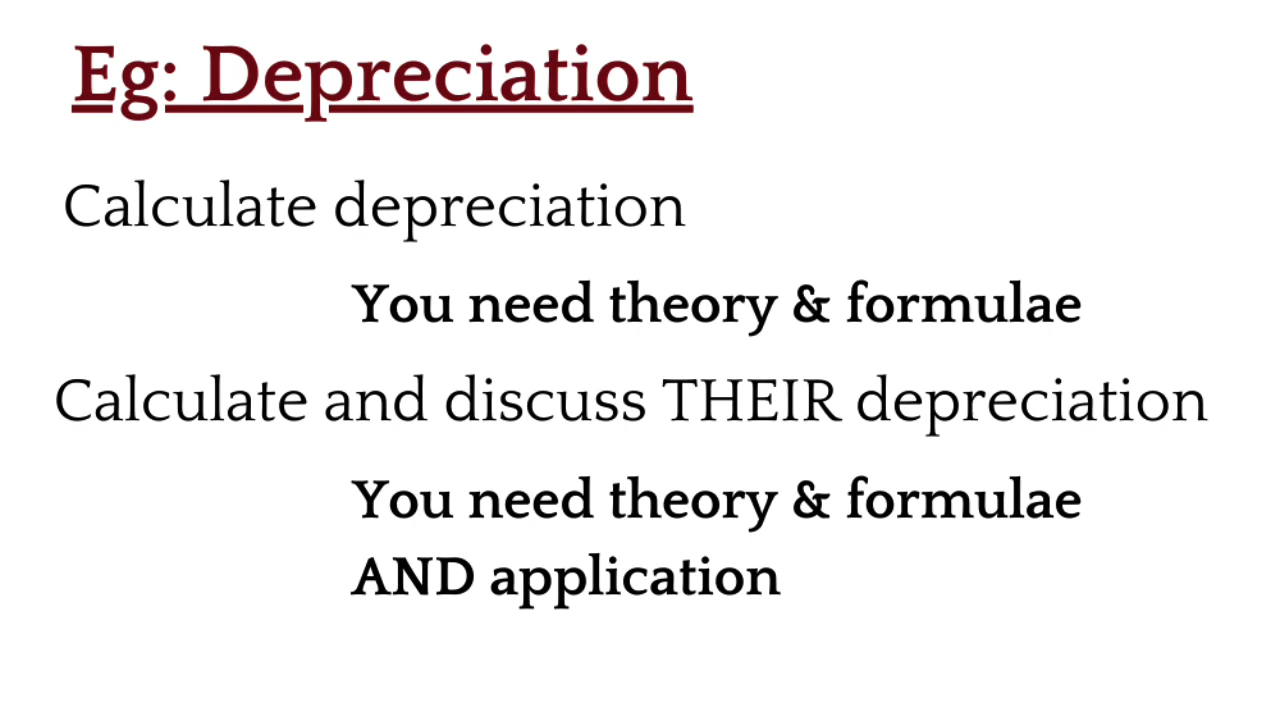 Eg: Depreciation
Calculate depreciation
You need theory & formulae
Calculate and discuss THEIR depreciation
You need theory & formulae
AND application